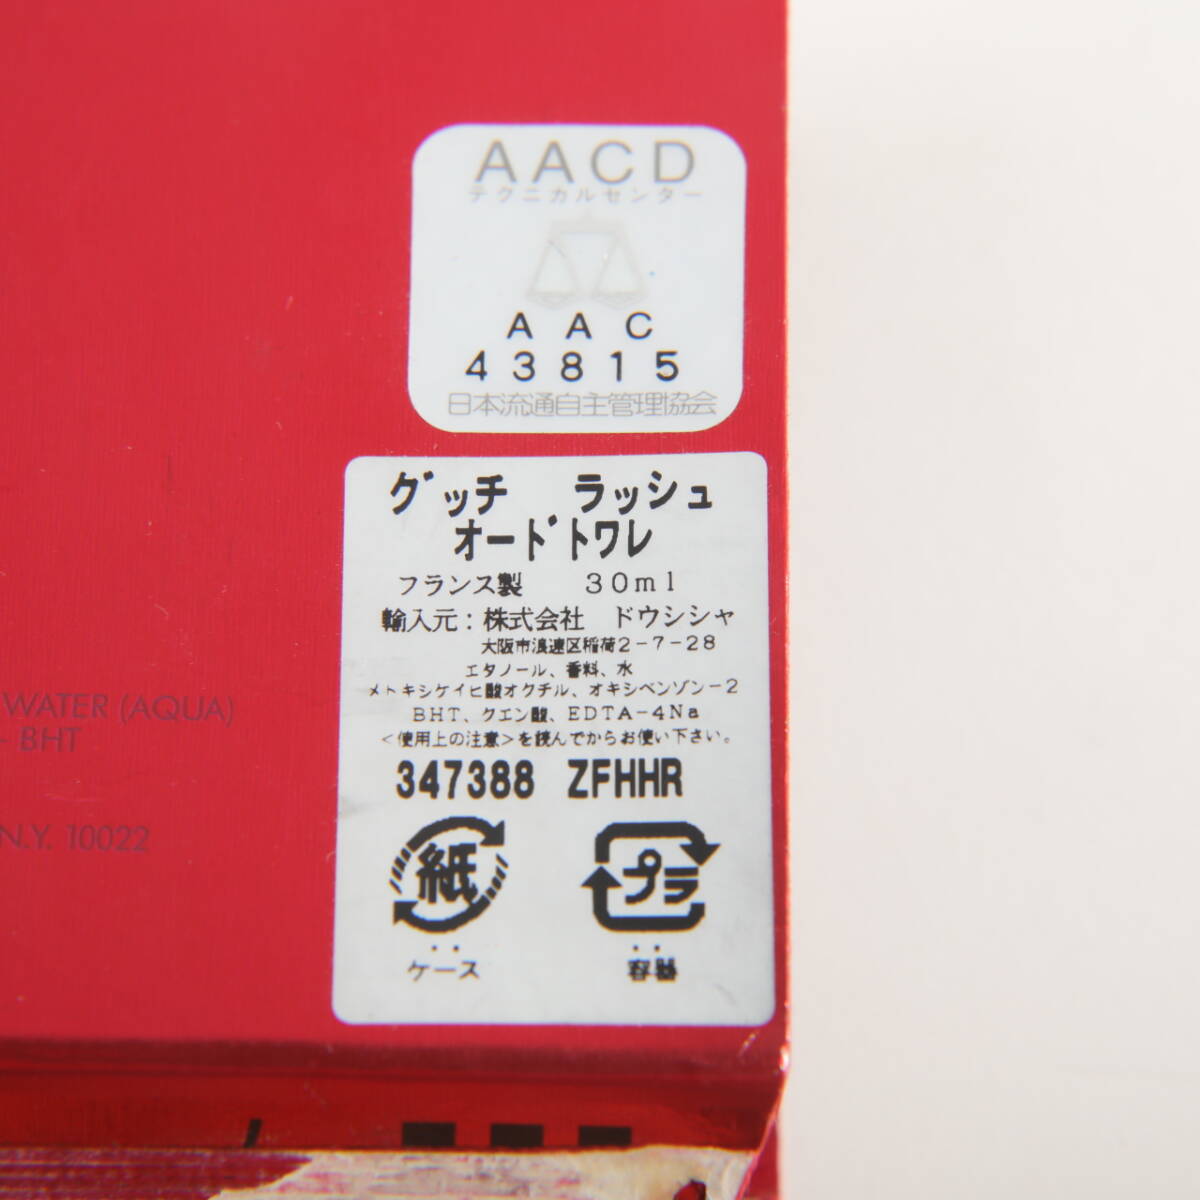 AACD
テクニカルセンター
AAC
43815
日本流通自主管理協会
グッチ ラッシュ
オードトワレ
フランス製 30ml
輸入元：株式会社 ドウシシャ
大阪市浪速区稲荷2-7-28
エタノール、香料、水
メトキシケイヒ酸オクチル、オキシベンゾン-2
BHT、クエン酸、EDTA-4Na
<使用上の注意>を読んでからお使い下さい。
347388 ZFHHR
紙
ケース
プラ
容器
WATER (AQUA)
- BHT
N.Y. 10022